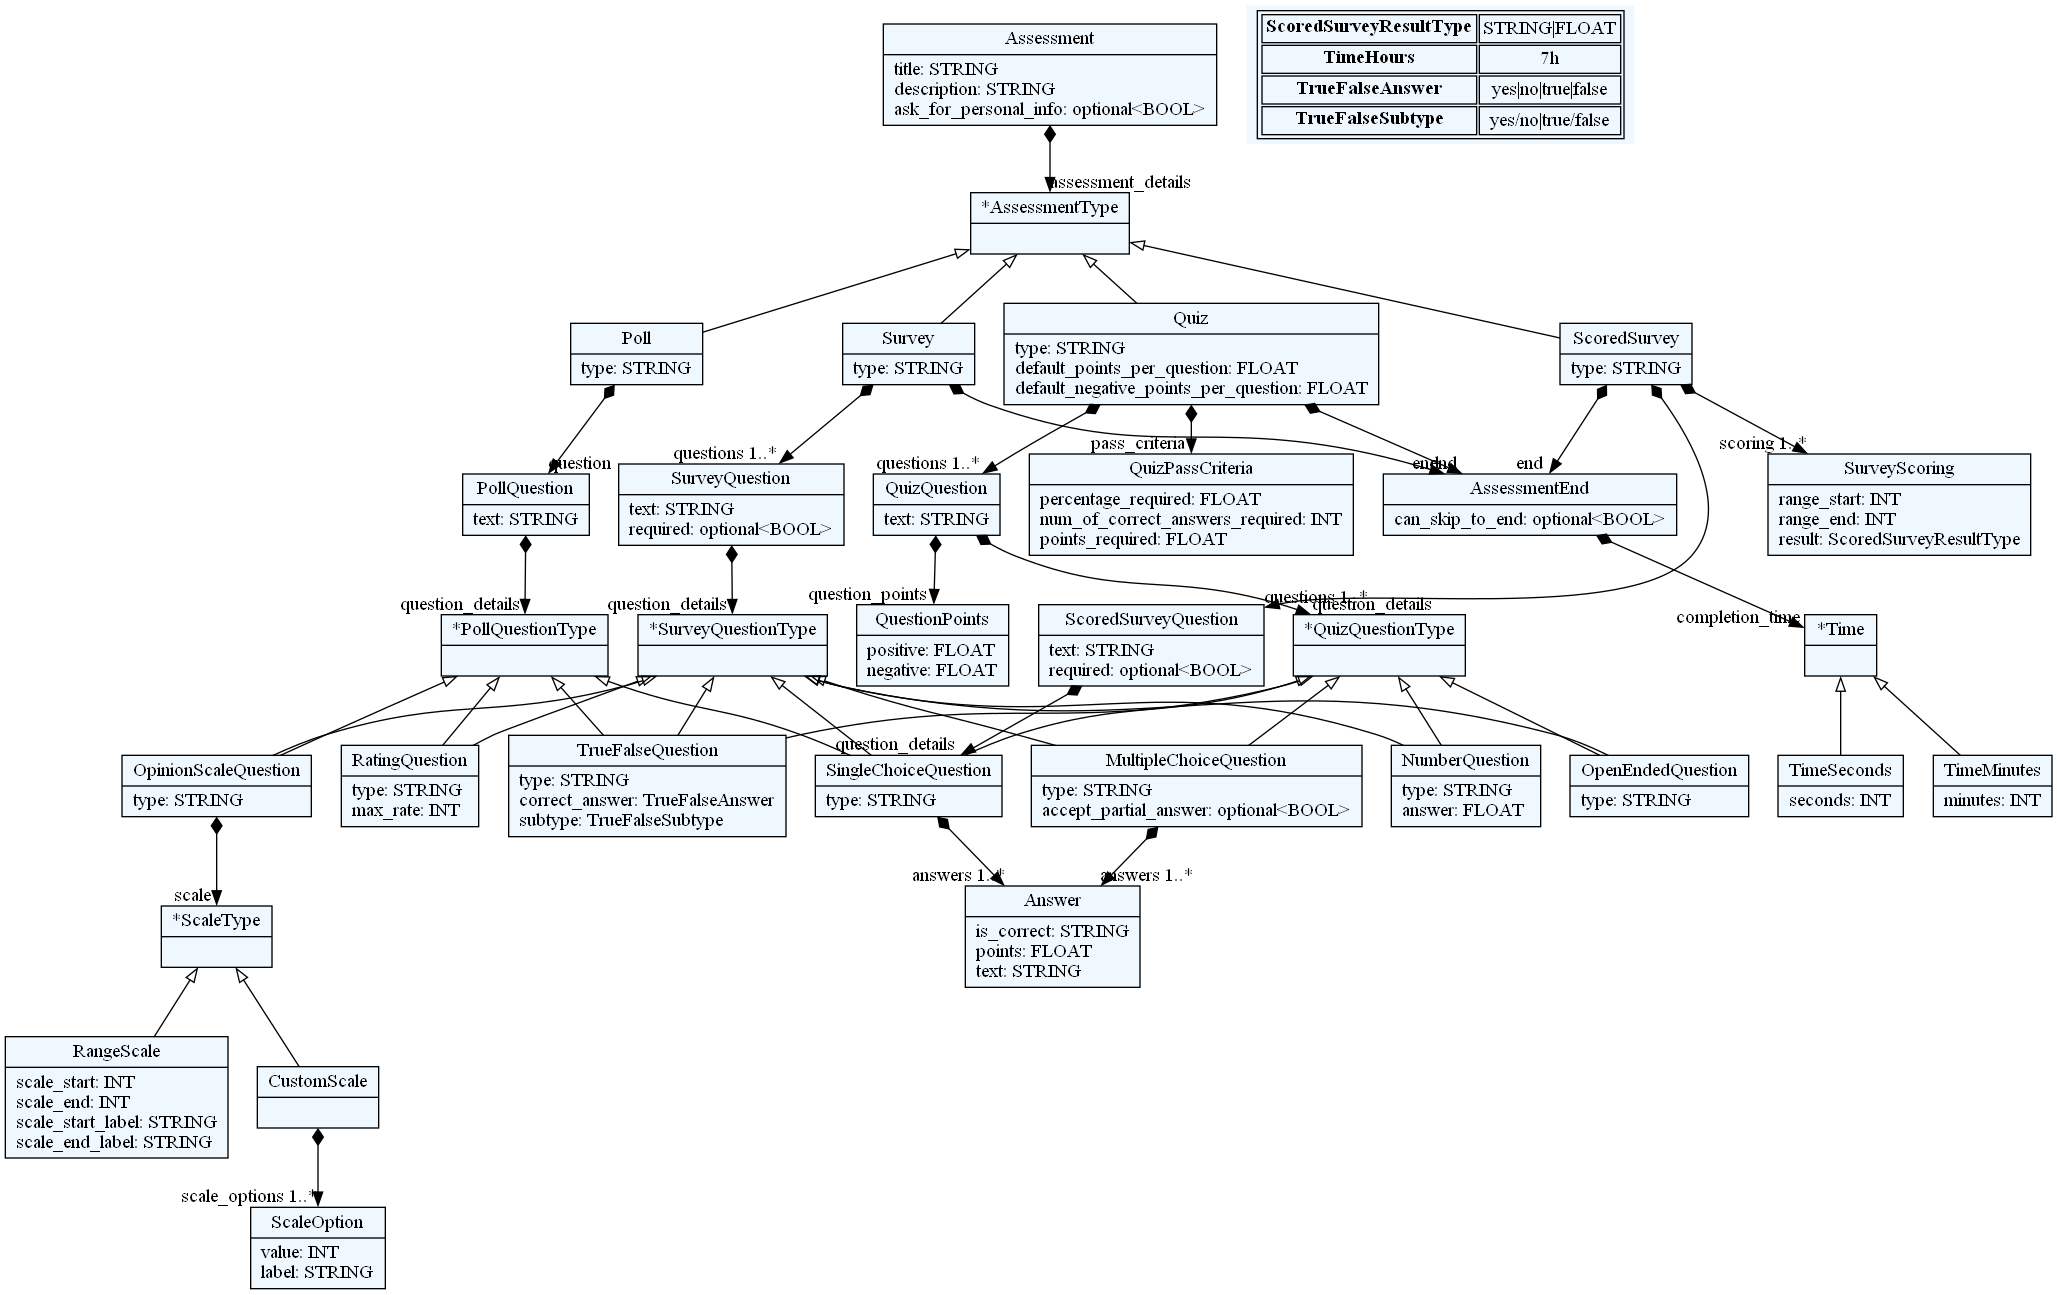 Assessment
title: STRING
description: STRING
ask_for_personal_info: optional<BOOL>
ScoredSurveyResultType STRING|FLOAT
TimeHours 7h
TrueFalseAnswer yes|no|true|false
TrueFalseSubtype yes/no|true/false
assessment_details
*AssessmentType
Poll
type: STRING
Survey
type: STRING
Quiz
type: STRING
default_points_per_question: FLOAT
default_negative_points_per_question: FLOAT
ScoredSurvey
type: STRING
question
questions 1..*
questions 1..*
pass_criteria
end
end
end
scoring 1..*
PollQuestion
text: STRING
SurveyQuestion
text: STRING
required: optional<BOOL>
QuizQuestion
text: STRING
QuizPassCriteria
percentage_required: FLOAT
num_of_correct_answers_required: INT
points_required: FLOAT
AssessmentEnd
can_skip_to_end: optional<BOOL>
SurveyScoring
range_start: INT
range_end: INT
result: ScoredSurveyResultType
question_details
question_details
question_points
questions 1..*
question_details
completion_time
*PollQuestionType
*SurveyQuestionType
QuestionPoints
positive: FLOAT
negative: FLOAT
ScoredSurveyQuestion
text: STRING
required: optional<BOOL>
*QuizQuestionType
*Time
question_details
OpinionScaleQuestion
type: STRING
RatingQuestion
type: STRING
max_rate: INT
TrueFalseQuestion
type: STRING
correct_answer: TrueFalseAnswer
subtype: TrueFalseSubtype
SingleChoiceQuestion
type: STRING
MultipleChoiceQuestion
type: STRING
accept_partial_answer: optional<BOOL>
NumberQuestion
type: STRING
answer: FLOAT
OpenEndedQuestion
type: STRING
TimeSeconds
seconds: INT
TimeMinutes
minutes: INT
scale
answers 1..*
answers 1..*
*ScaleType
Answer
is_correct: STRING
points: FLOAT
text: STRING
RangeScale
scale_start: INT
scale_end: INT
scale_start_label: STRING
scale_end_label: STRING
CustomScale
scale_options 1..*
ScaleOption
value: INT
label: STRING